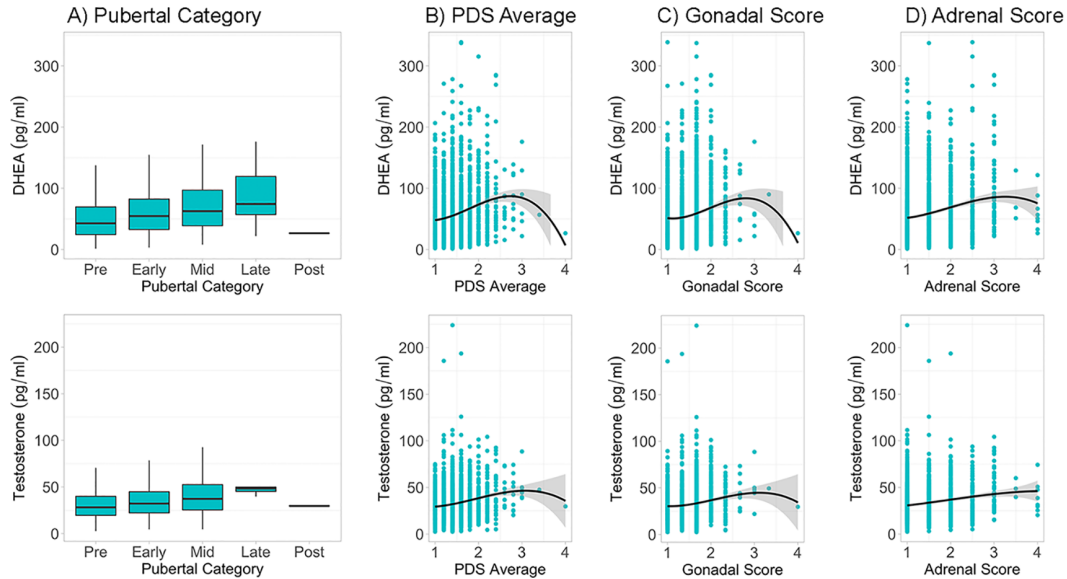 A) Pubertal Category
B) PDS Average
C) Gonadal Score
D) Adrenal Score
DHEA (pg/ml)
300
200
100
0
Pre Early Mid Late Post
Pubertal Category
DHEA (pg/ml)
300
200
100
0
1 2 3 4
PDS Average
DHEA (pg/ml)
300
200
100
0
1 2 3 4
Gonadal Score
DHEA (pg/ml)
300
200
100
0
1 2 3 4
Adrenal Score
Testosterone (pg/ml)
200
150
100
50
0
Pre Early Mid Late Post
Pubertal Category
Testosterone (pg/ml)
200
150
100
50
0
1 2 3 4
PDS Average
Testosterone (pg/ml)
200
150
100
50
0
1 2 3 4
Gonadal Score
Testosterone (pg/ml)
200
150
100
50
0
1 2 3 4
Adrenal Score